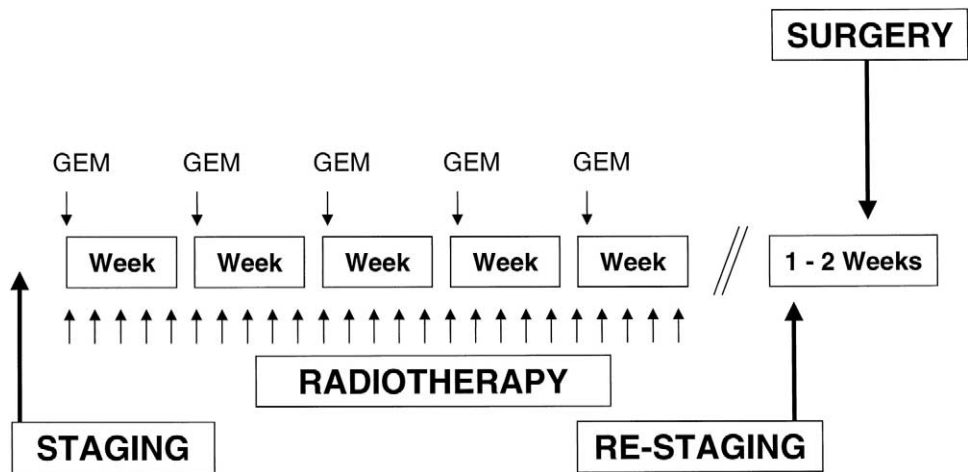 SURGERY
GEM GEM GEM GEM GEM
Week Week Week Week Week 1 - 2 Weeks
RADIOTHERAPY
STAGING RE-STAGING